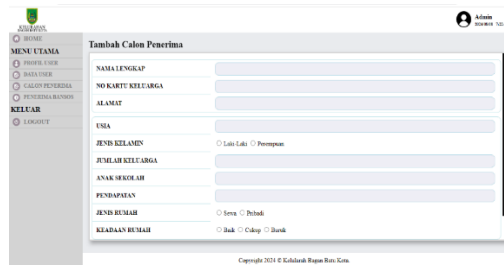 KELURAHAN
Admin
HOME
MENU UTAMA
PROFIL USER
DATA USER
CALON PENERIMA
PENERIMA BANSOS
KELUAR
LOGOUT
Tambah Calon Penerima
NAMA LENGKAP
NO KARTU KELUARGA
ALAMAT
USIA
JENIS KELAMIN
Laki-Laki Perempuan
JUMLAH KELUARGA
ANAK SEKOLAH
PENDAPATAN
JENIS RUMAH
Sewa Pribadi
KEADAAN RUMAH
Baik Cukup Buruk
Copyright 2024 © Kelulurah Bagan Batu Kota.